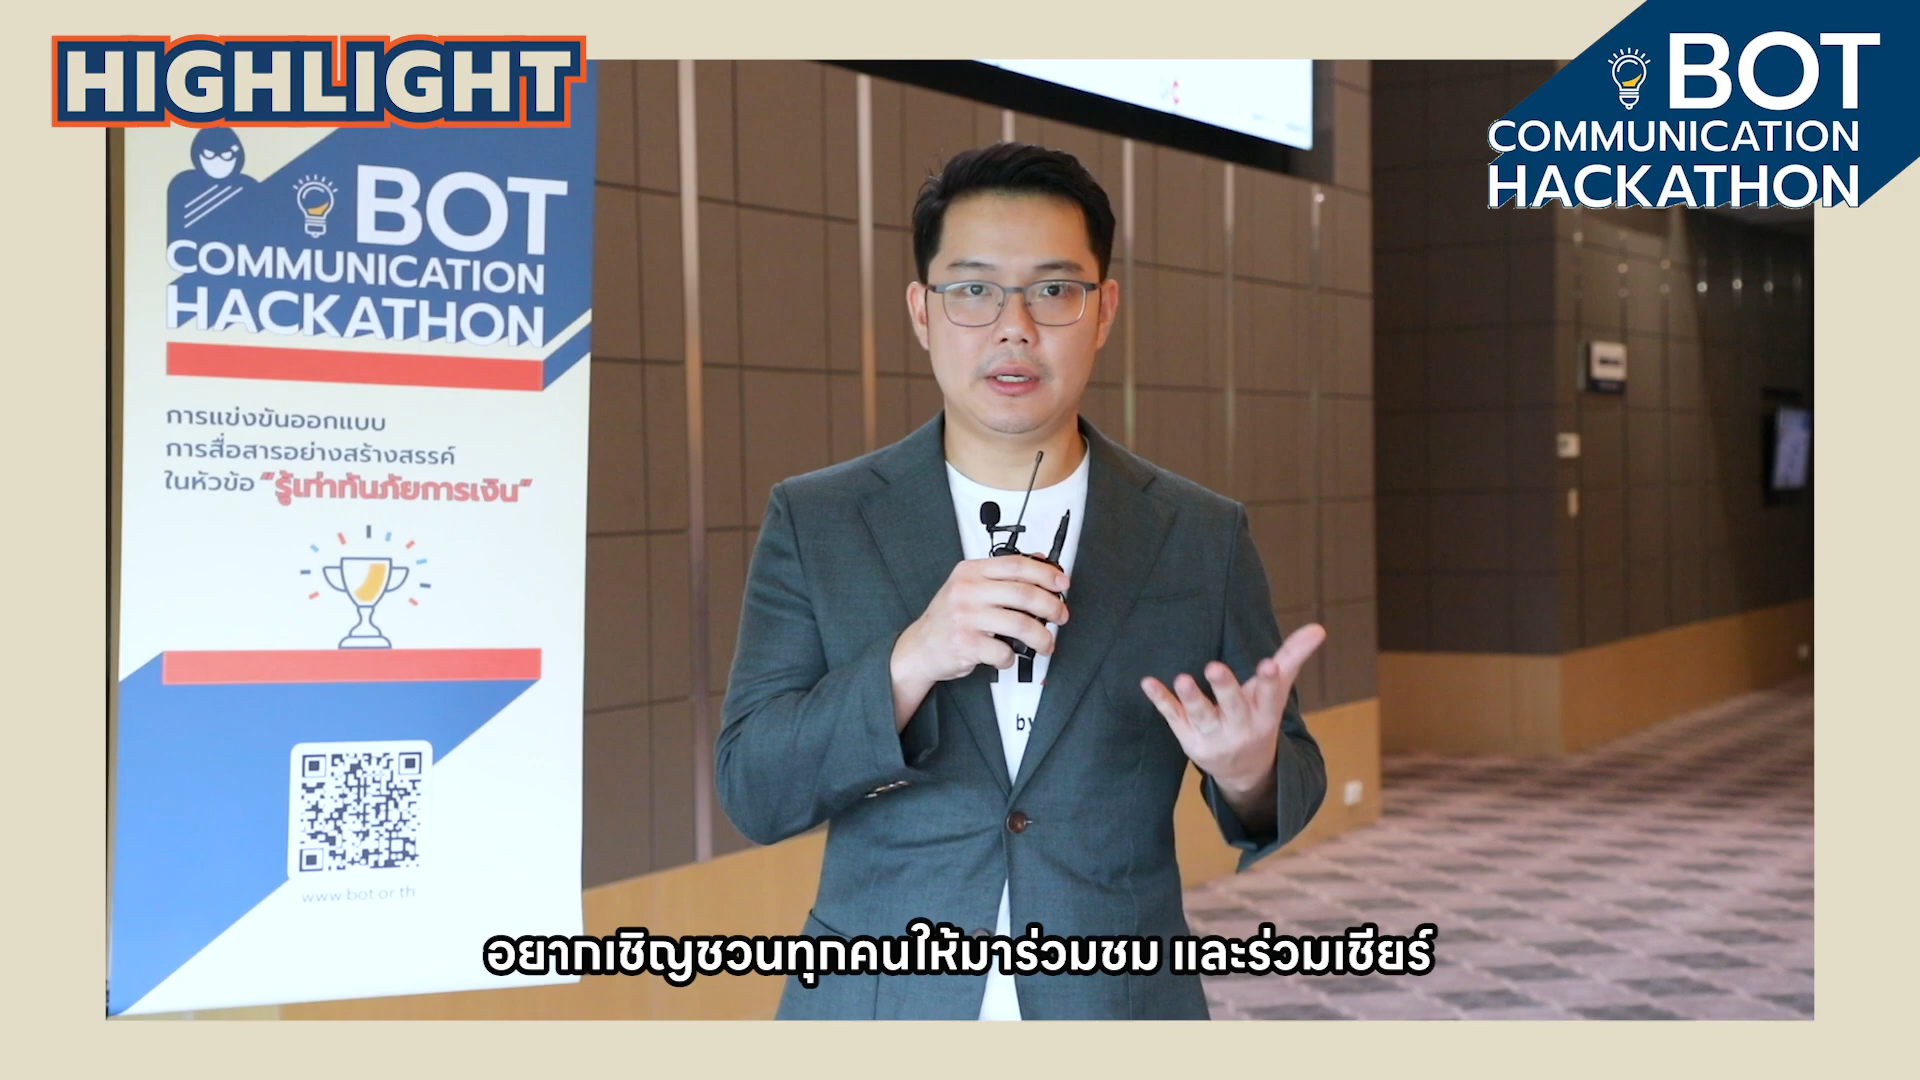 HIGHLIGHT
BOT
COMMUNICATION
HACKATHON
BOT
COMMUNICATION
HACKATHON
การแข่งขันออกแบบ
การสื่อสารอย่างสร้างสรรค์
ในหัวข้อ “รู้เท่าทันภัยการเงิน”
www.bot.or.th
by
อยากเชิญชวนทุกคนให้มาร่วมชม และร่วมเชียร์